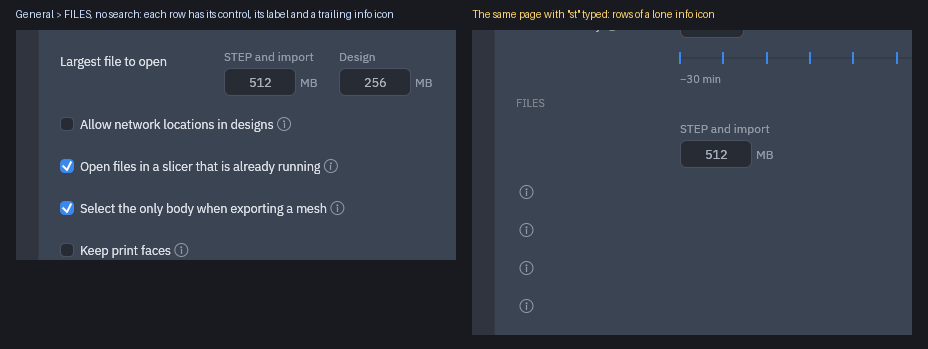 General > FILES, no search: each row has its control, its label and a trailing info icon
Largest file to open
STEP and import
Design
512 MB
256 MB
Allow network locations in designs
Open files in a slicer that is already running
Select the only body when exporting a mesh
Keep print faces
The same page with "st" typed: rows of a lone info icon
~30 min
FILES
STEP and import
512 MB